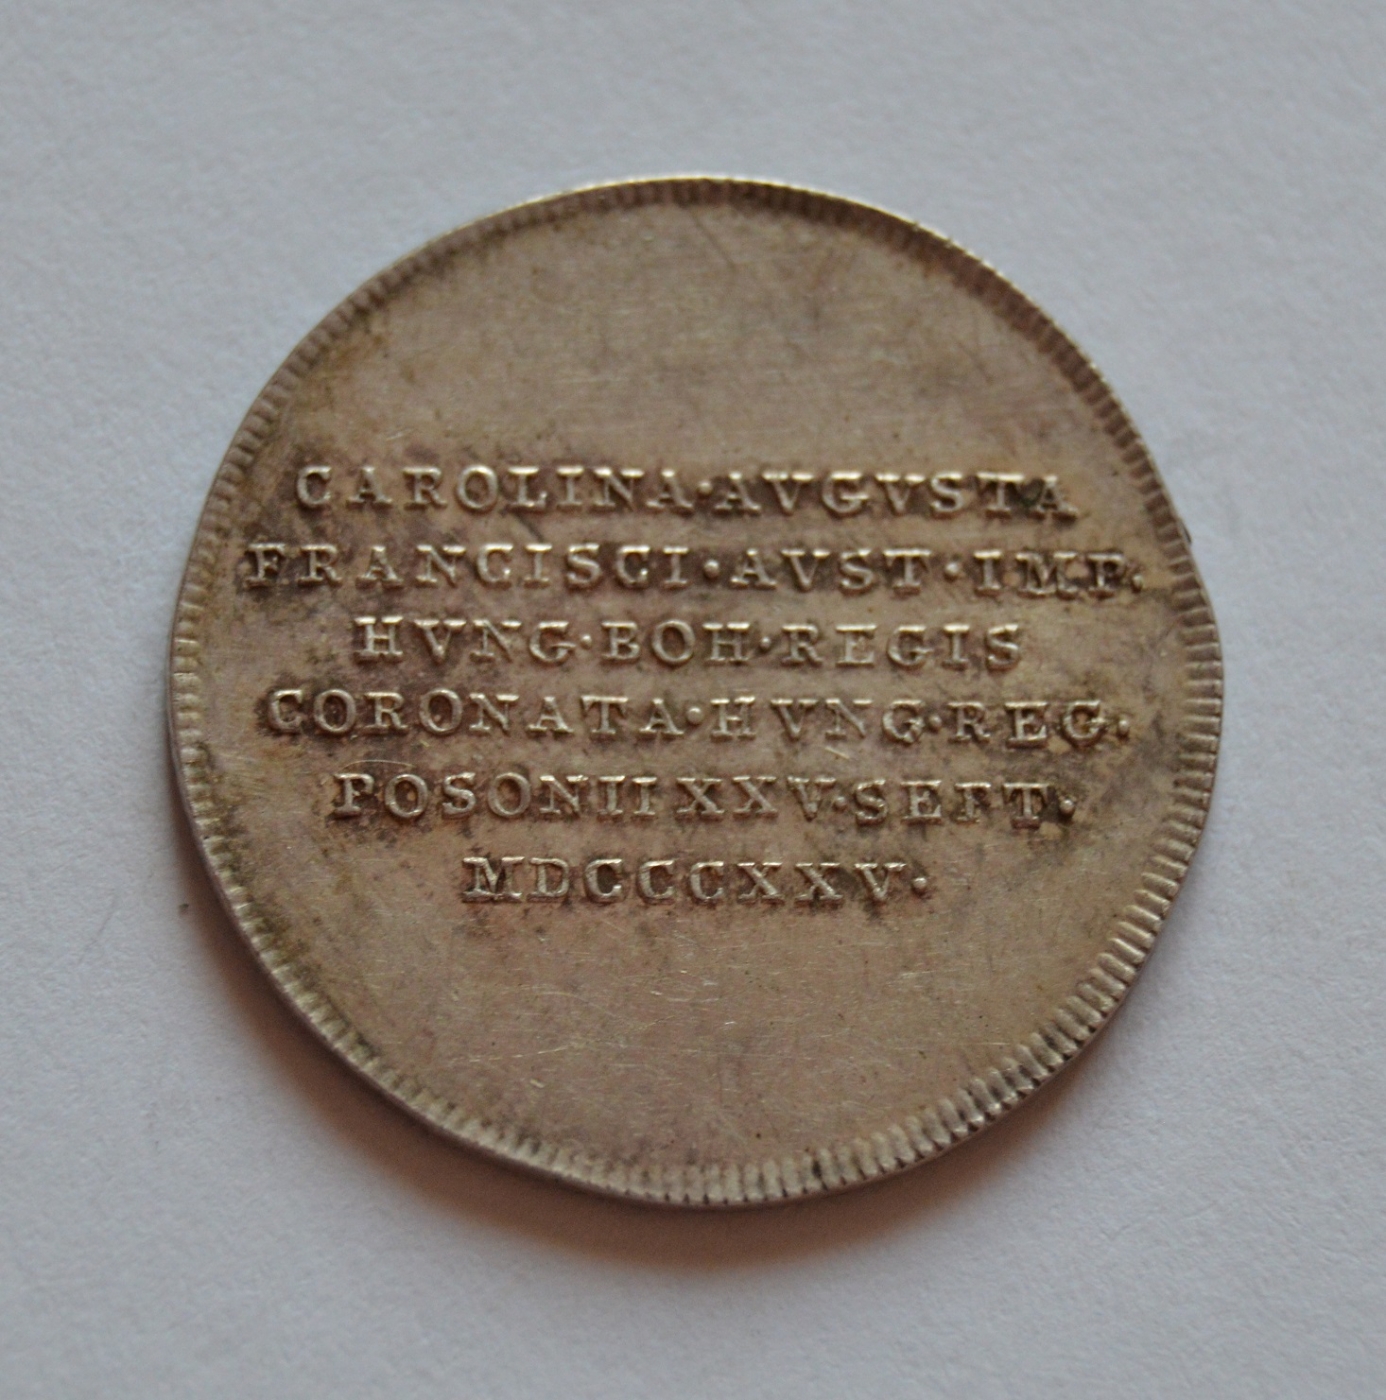 CAROLINA·AVGVSTA
FRANCISCI·AVST·IMP·
HVNG·BOH·REGIS
CORONATA·HVNG·REG·
POSONII XXV·SEPT·
MDCCCXXV·